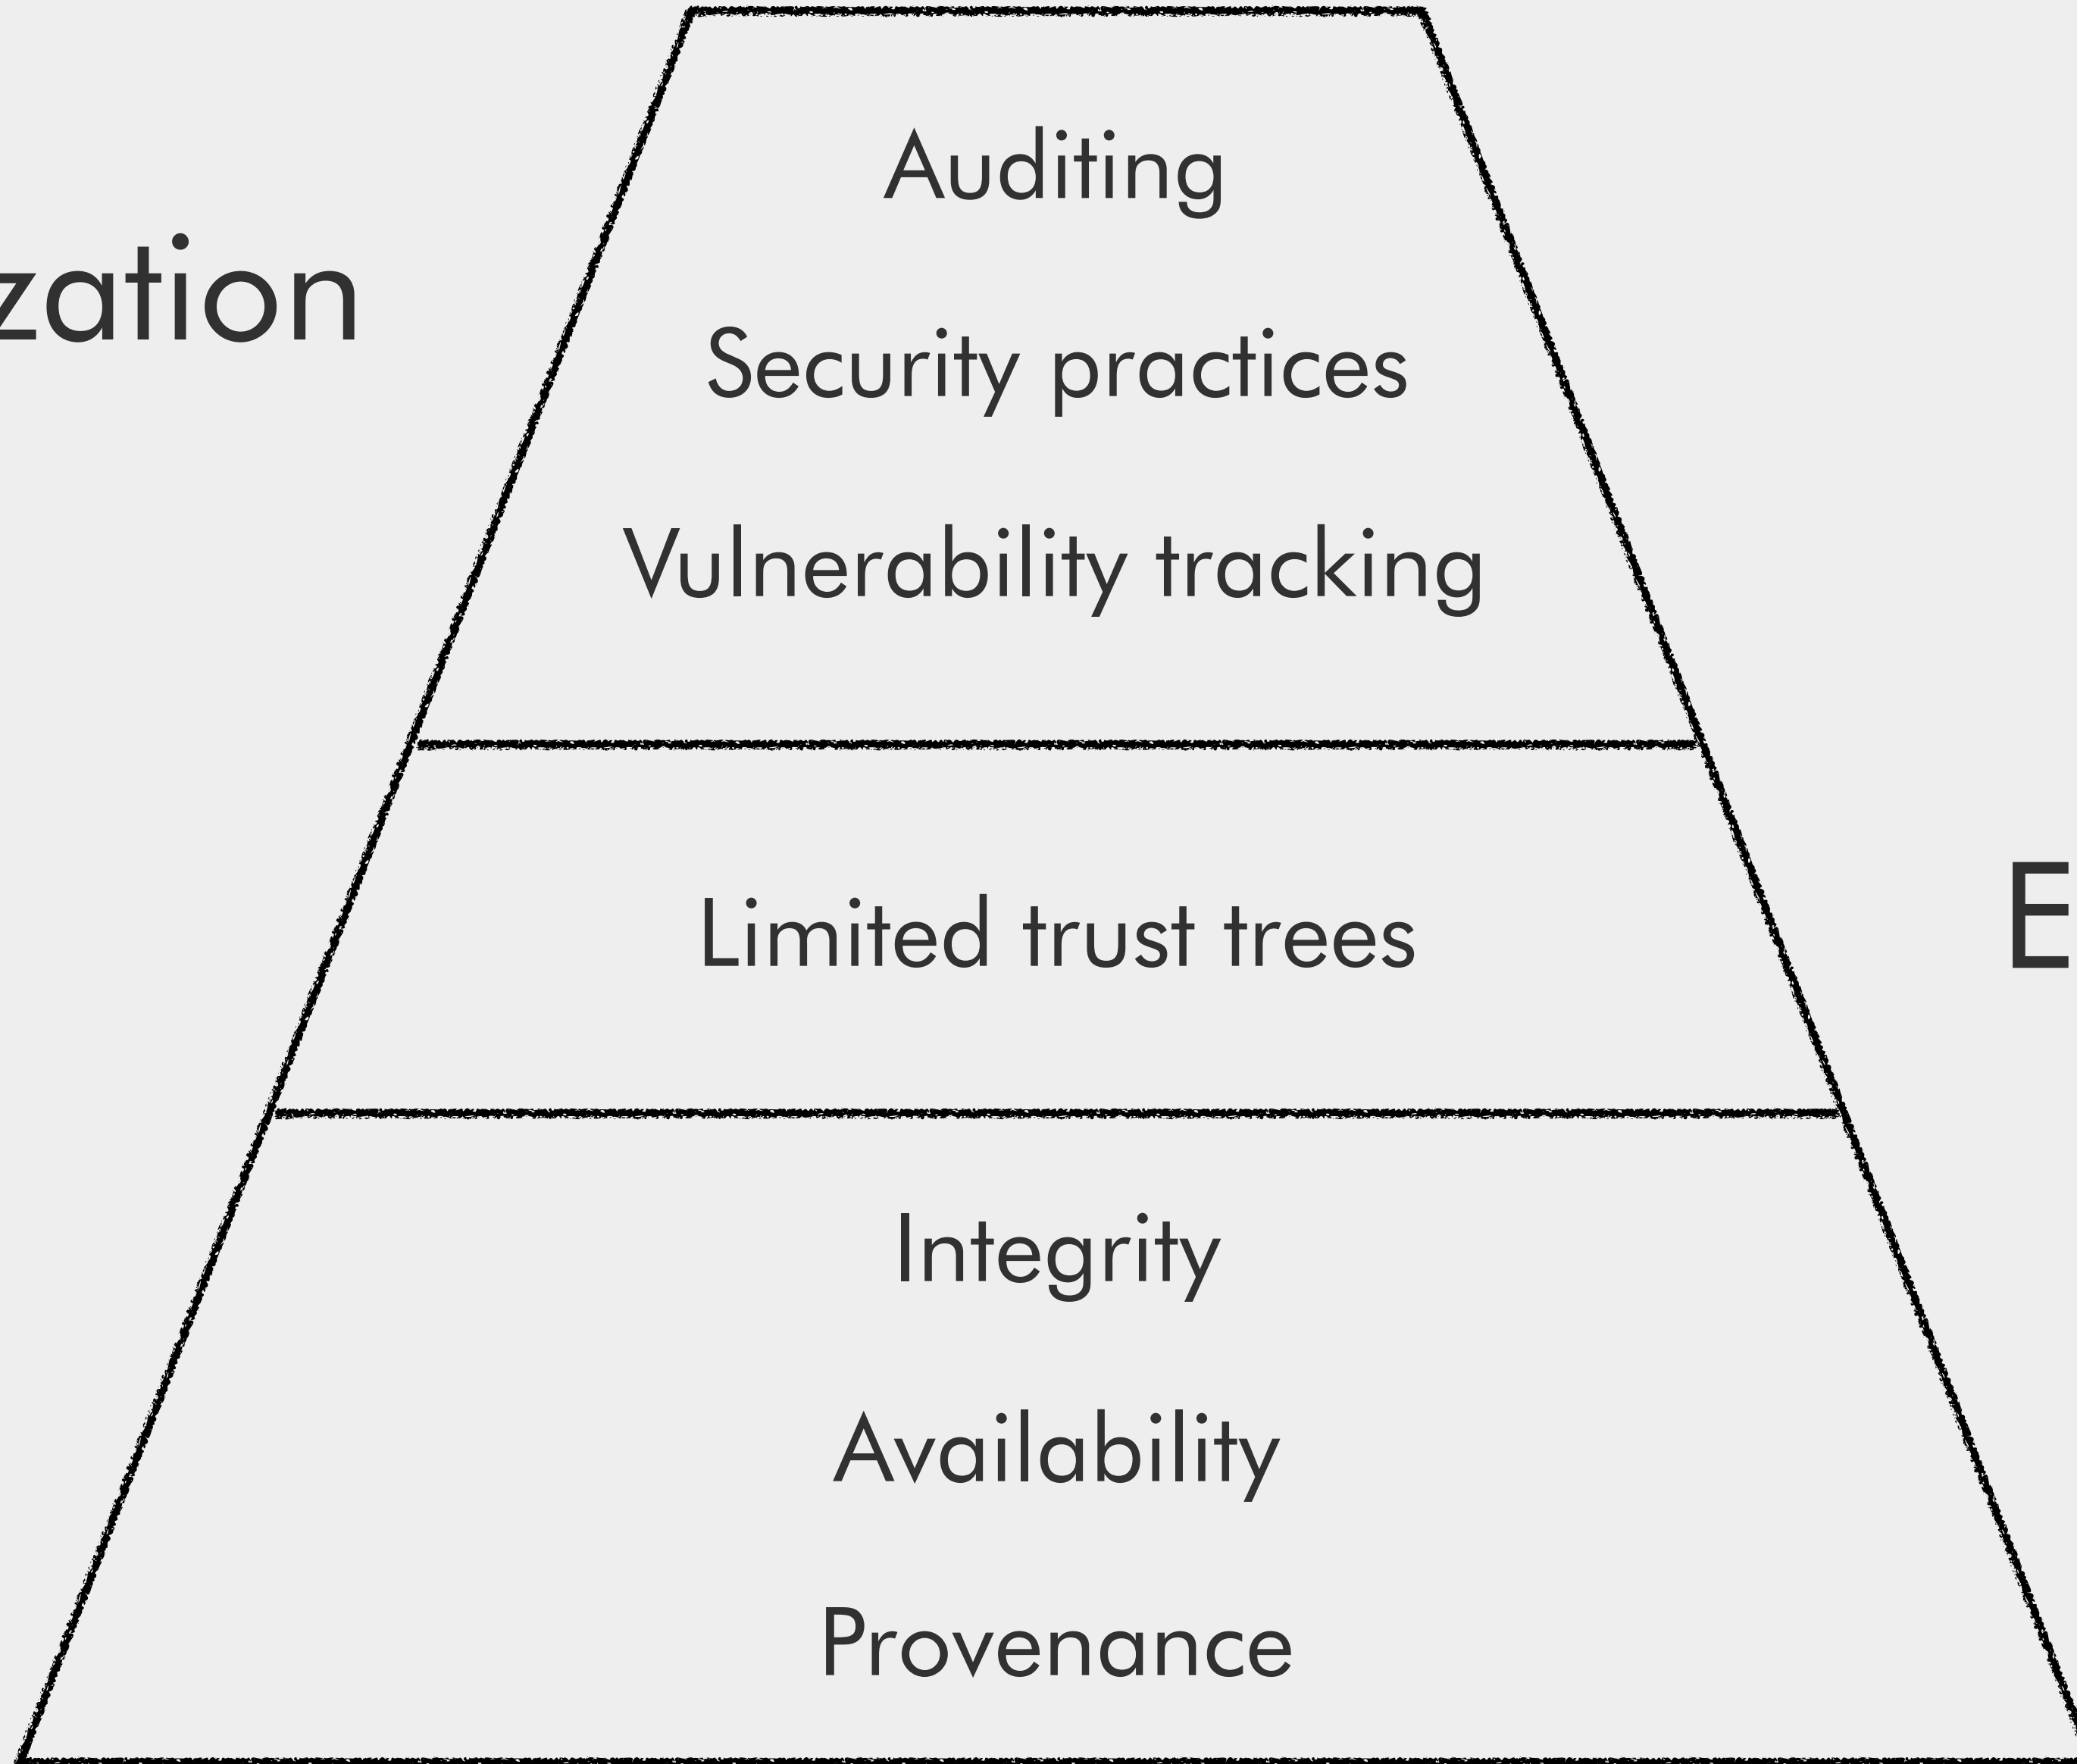 Auditing
zation
Security practices
Vulnerability tracking
Limited trust trees
E
Integrity
Availability
Provenance